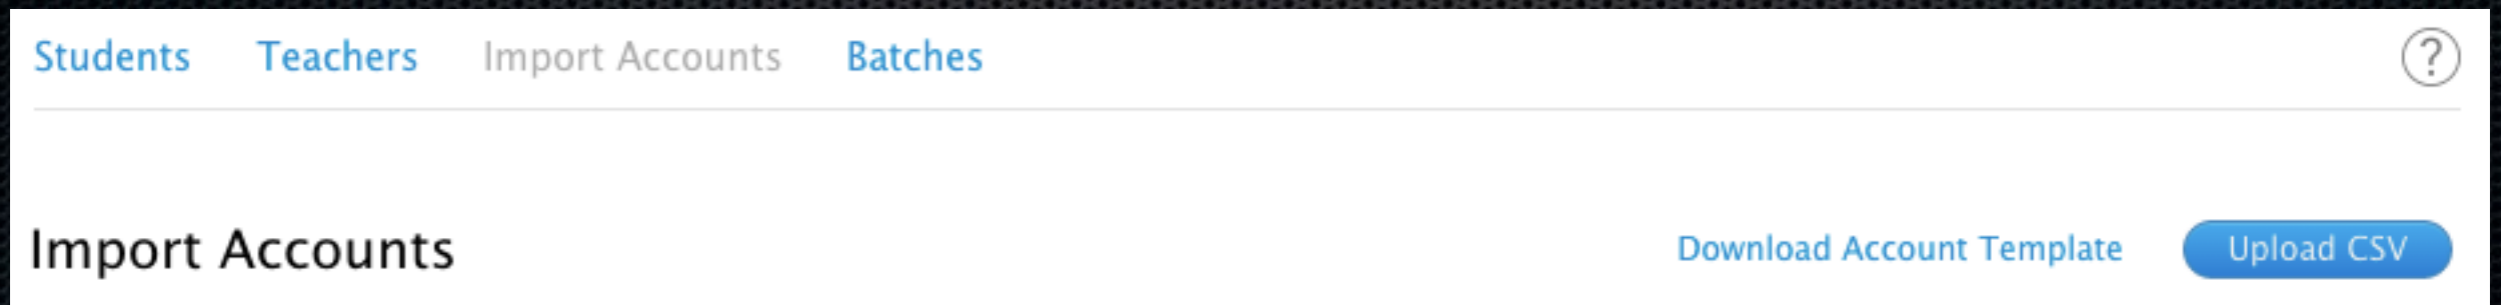 Students Teachers Import Accounts Batches ?
Import Accounts Download Account Template Upload CSV